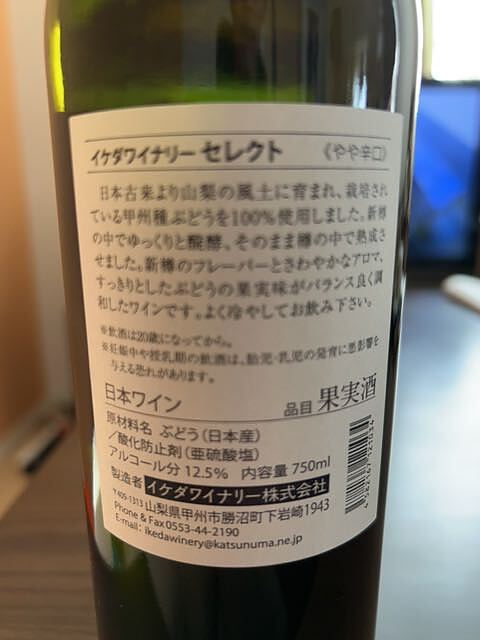 イケダワイナリー セレクト 《やや辛口》
日本古来より山梨の風土に育まれ、栽培され
ている甲州種ぶどうを100%使用しました。新樽
の中でゆっくりと醗酵、そのまま樽の中で熟成さ
せました。新樽のフレーバーとさわやかなアロマ、
すっきりとしたぶどうの果実味がバランス良く調
和したワインです。よく冷やしてお飲み下さい。
※飲酒は20歳になってから。
※妊娠中や授乳期の飲酒は、胎児・乳児の発育に悪影響を
与える恐れがあります。
日本ワイン 品目 果実酒
原材料名 ぶどう(日本産)
/酸化防止剤(亜硫酸塩)
アルコール分 12.5% 内容量 750ml
製造者 イケダワイナリー株式会社
〒409-1313 山梨県甲州市勝沼町下岩崎1943
Phone & Fax 0553-44-2190
E-mail: ikedawinery@katsunuma.ne.jp